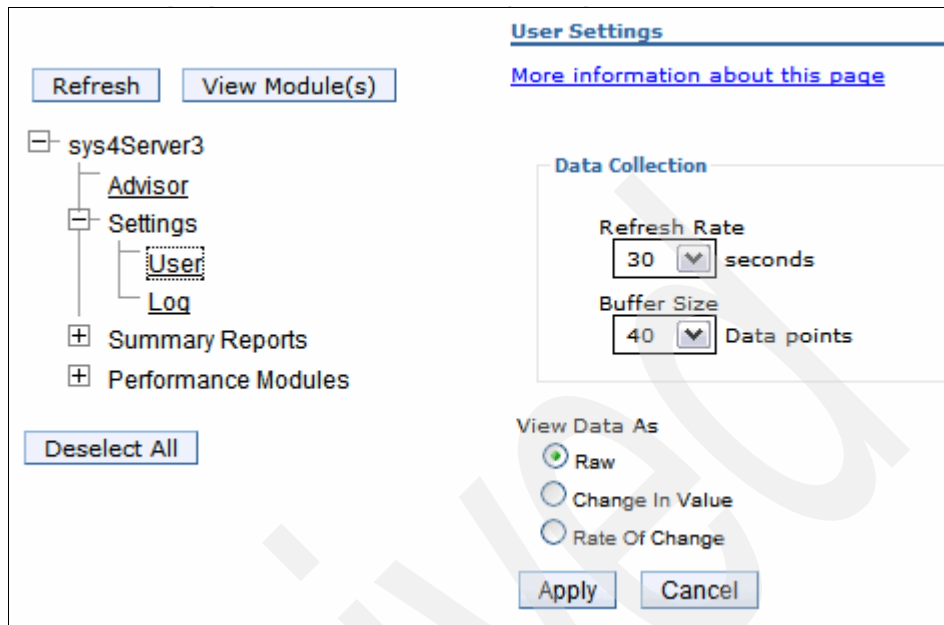 Refresh
View Module(s)
sys4Server3
Advisor
Settings
User
Log
Summary Reports
Performance Modules
Deselect All
User Settings
More information about this page
Data Collection
Refresh Rate
30 seconds
Buffer Size
40 Data points
View Data As
Raw
Change In Value
Rate Of Change
Apply
Cancel